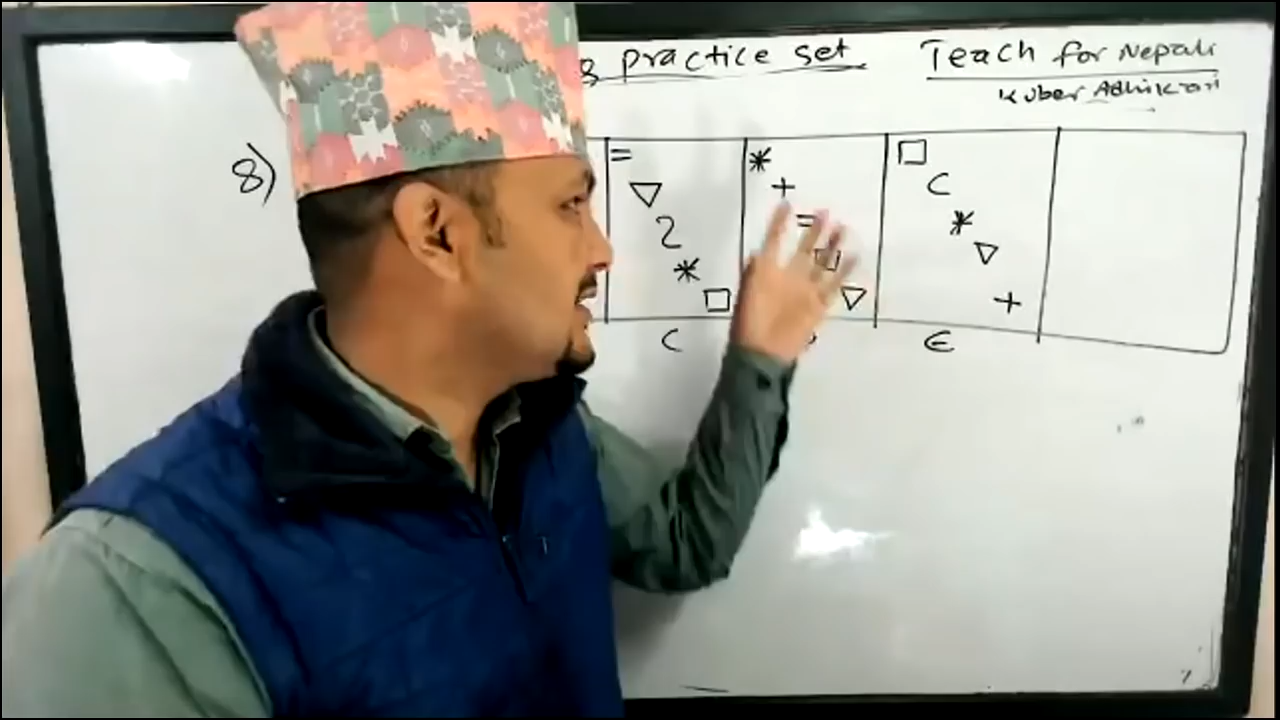 practice set
Teach for Nepali
Kuber Adhikari
8)
=
2
*
*
+
=
C
*
+
C
E